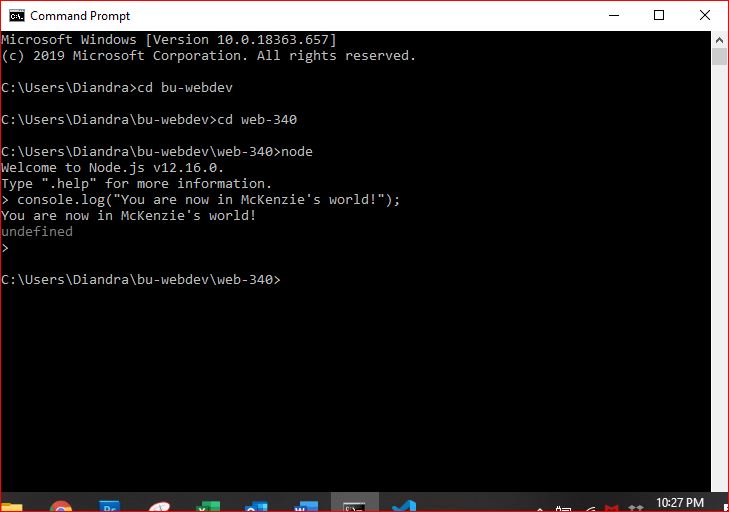 Command Prompt
Microsoft Windows [Version 10.0.18363.657]
(c) 2019 Microsoft Corporation. All rights reserved.
C:\Users\Diandra>cd bu-webdev
C:\Users\Diandra\bu-webdev>cd web-340
C:\Users\Diandra\bu-webdev\web-340>node
Welcome to Node.js v12.16.0.
Type ".help" for more information.
> console.log("You are now in McKenzie's world!");
You are now in McKenzie's world!
undefined
>
C:\Users\Diandra\bu-webdev\web-340>
10:27 PM